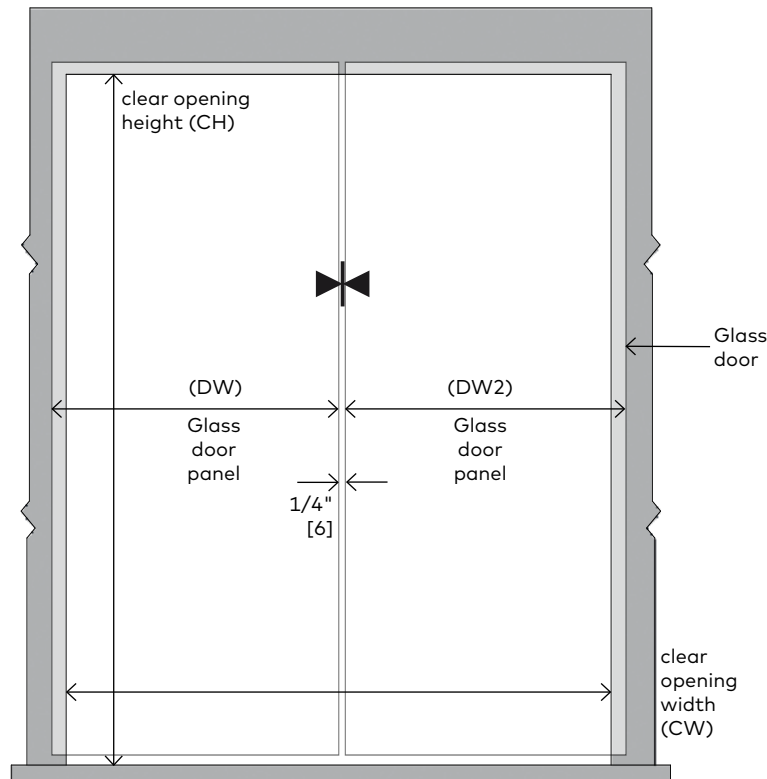 clear opening
height (CH)
Glass
door
(DW)
Glass
door
panel
(DW2)
Glass
door
panel
1/4"
[6]
clear
opening
width
(CW)